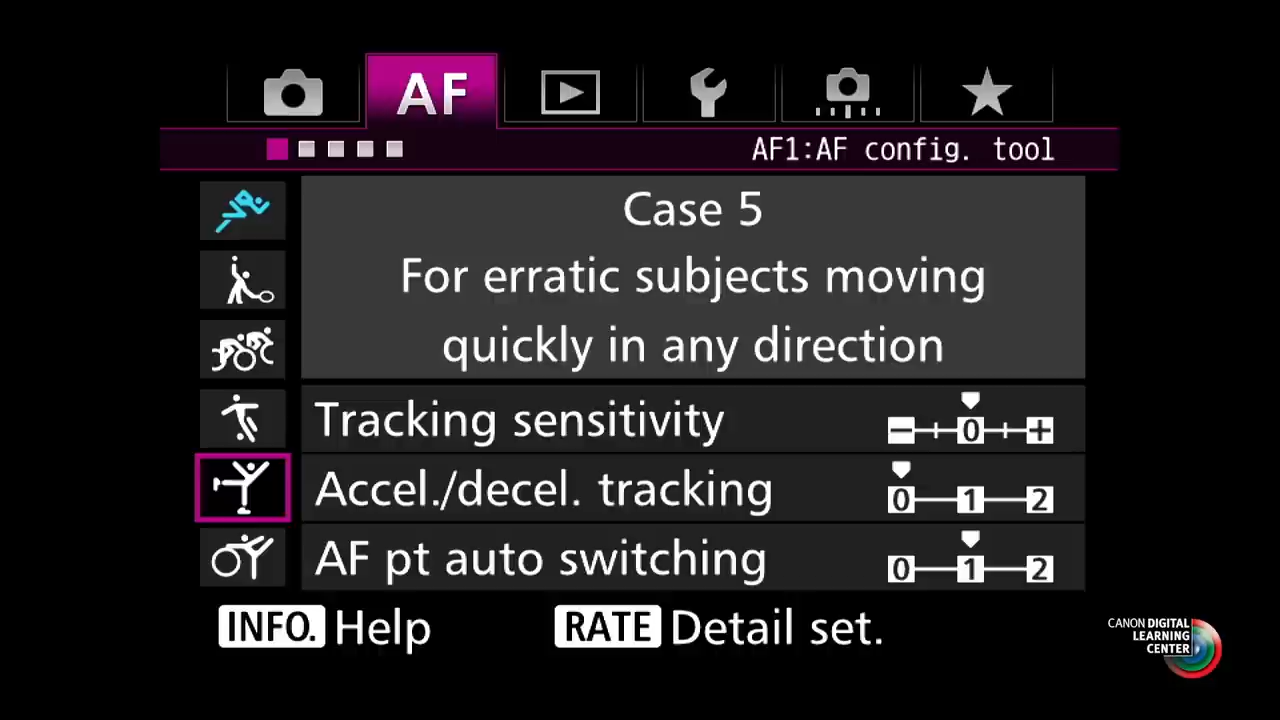 AF
AF1:AF config. tool
Case 5
For erratic subjects moving
quickly in any direction
Tracking sensitivity
− 0 +
Accel./decel. tracking
0 1 2
AF pt auto switching
0 1 2
INFO. Help
RATE Detail set.
CANON DIGITAL
LEARNING
CENTER